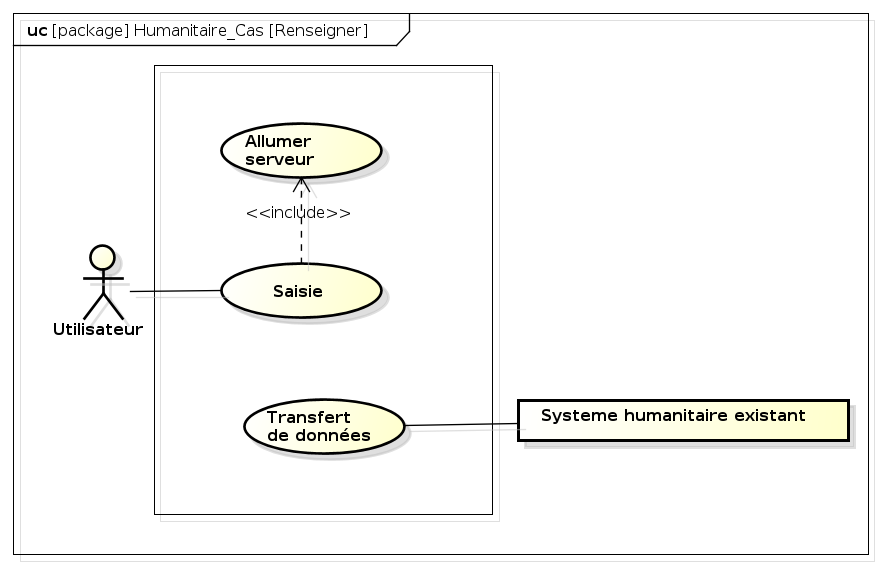 uc [package] Humanitaire_Cas [Renseigner]
Allumer
serveur
<<include>>
Saisie
Utilisateur
Transfert
de données
Systeme humanitaire existant